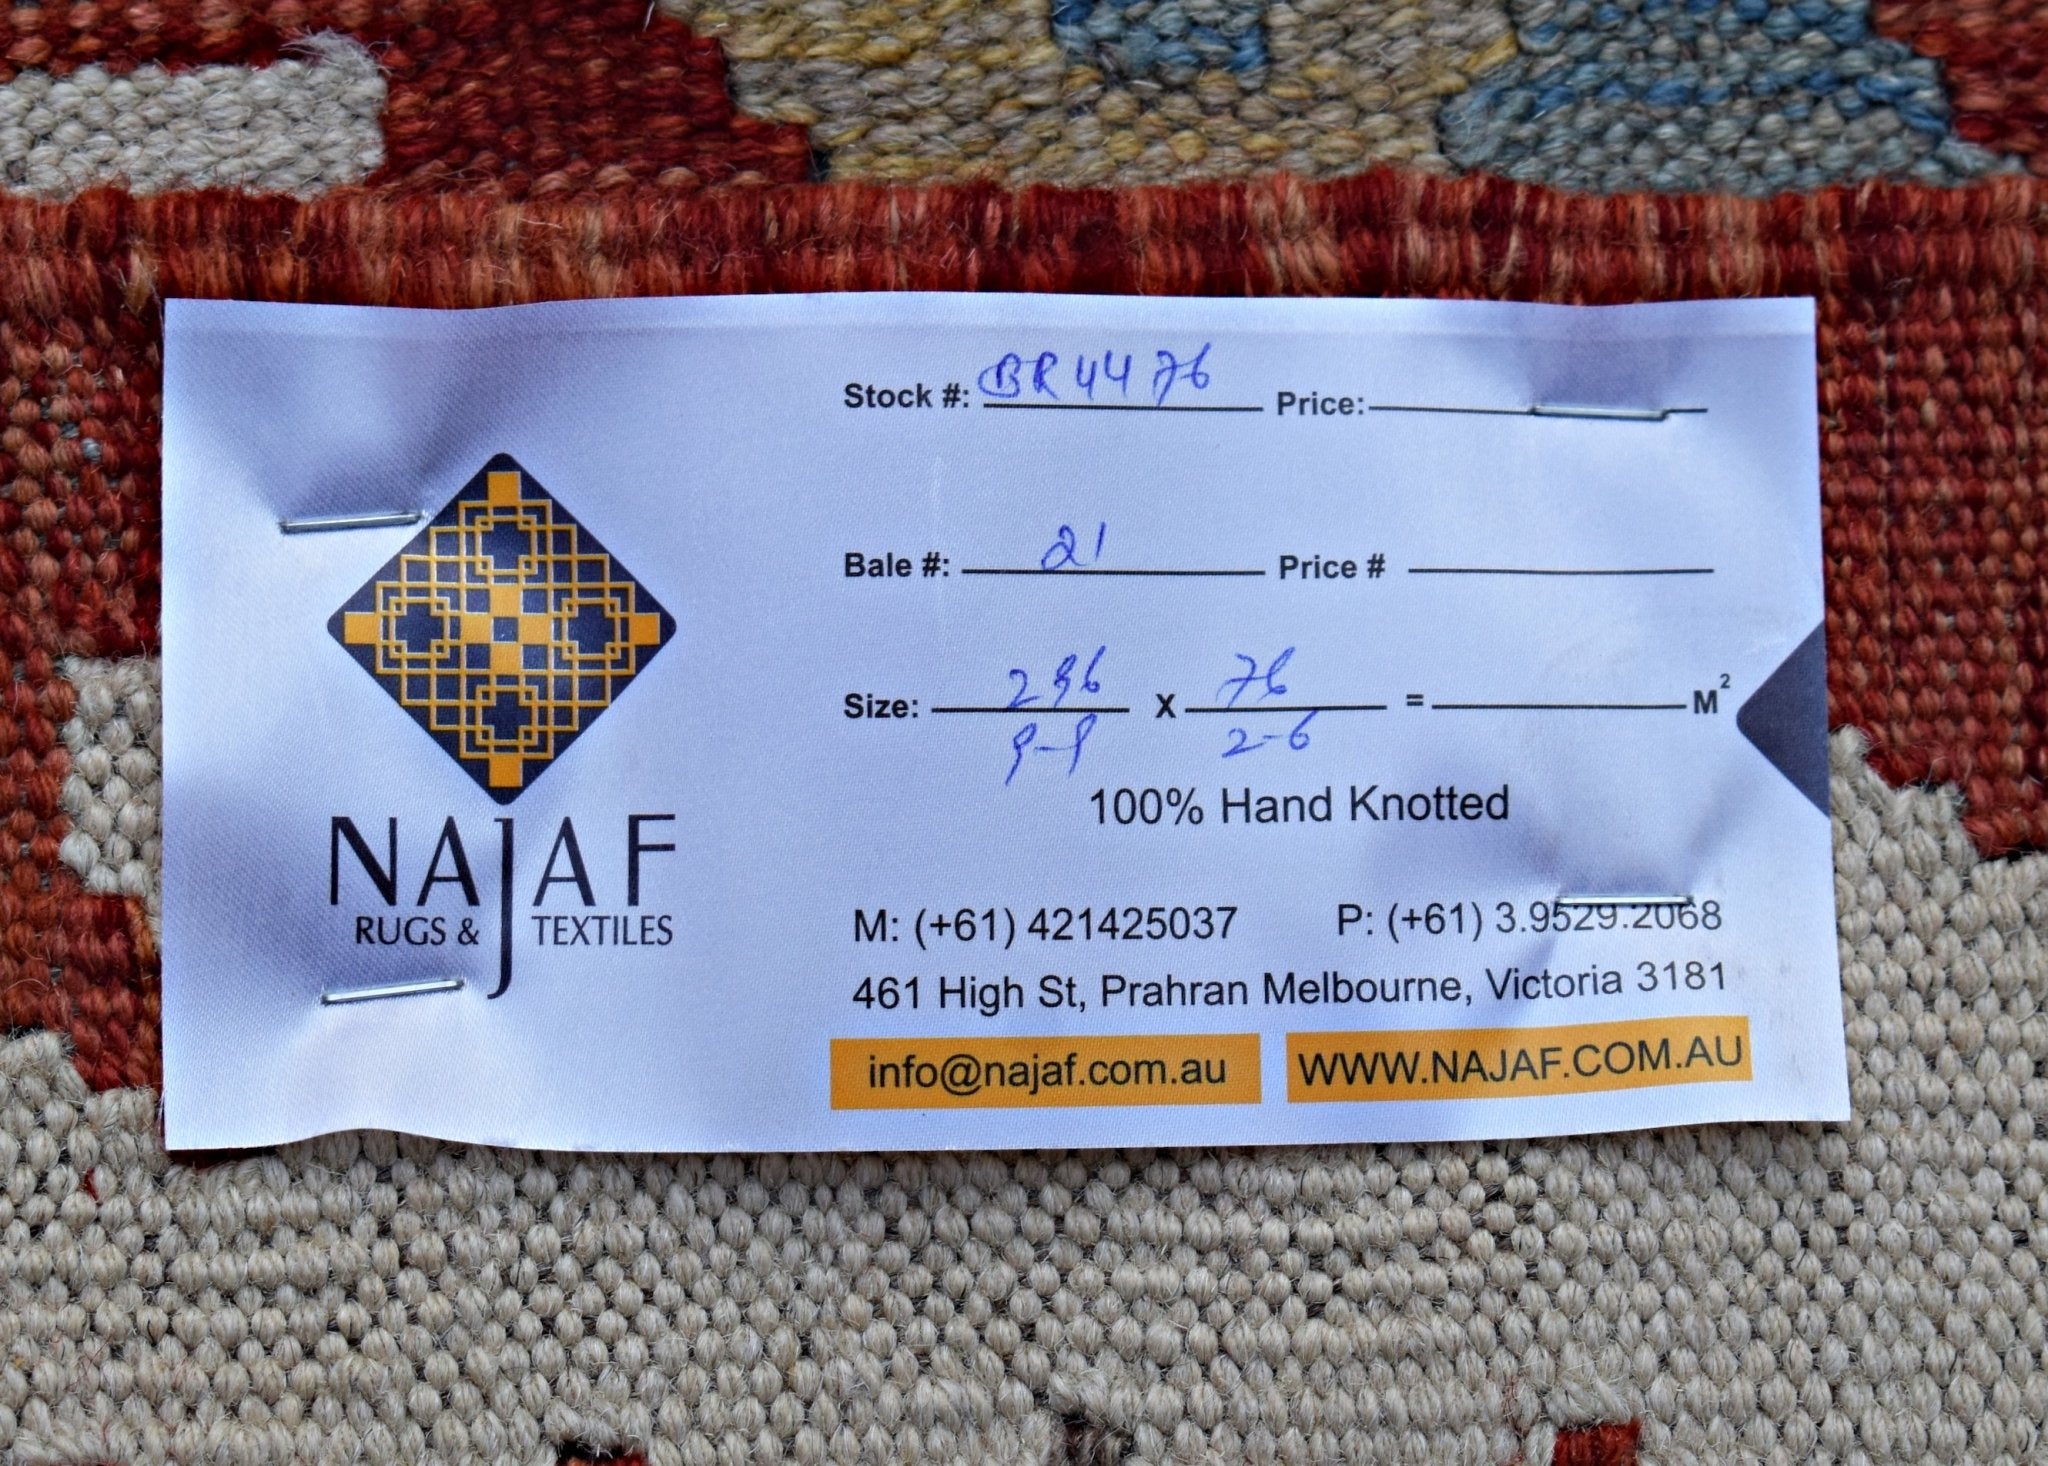 Stock #: BR4476 Price:
Bale #: 21 Price #
Size: 296 X 76 = M²
9-9 2-6
100% Hand Knotted
NAJAF
RUGS & TEXTILES
M: (+61) 421425037 P: (+61) 3.9529.2068
461 High St, Prahran Melbourne, Victoria 3181
info@najaf.com.au WWW.NAJAF.COM.AU